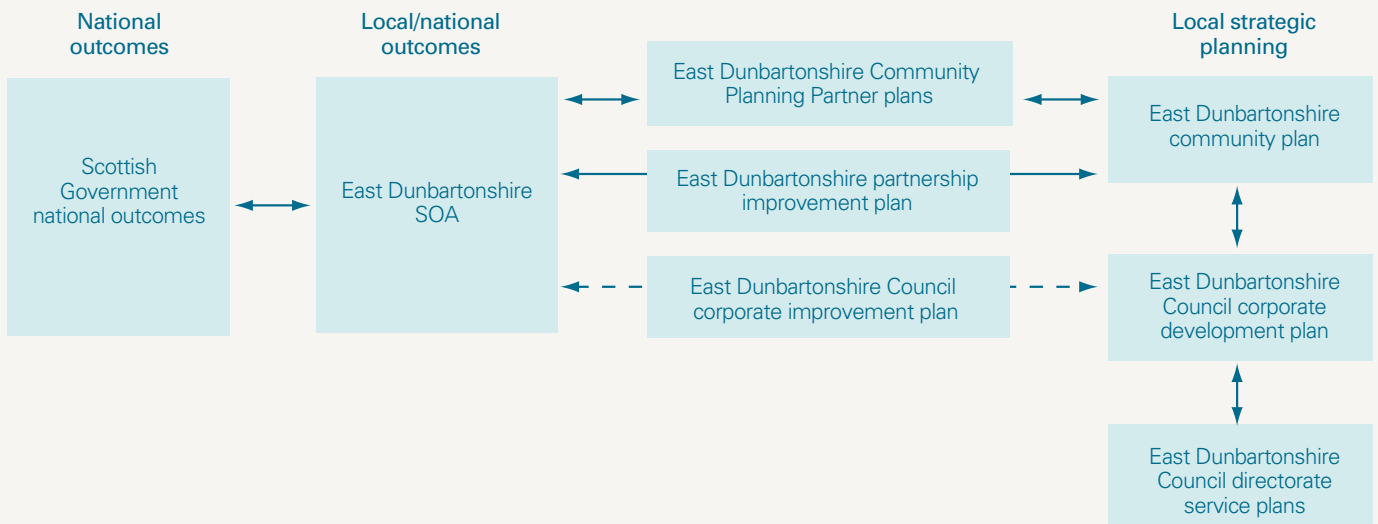 National
outcomes
Local/national
outcomes
Local strategic
planning
Scottish
Government
national outcomes
East Dunbartonshire
SOA
East Dunbartonshire Community
Planning Partner plans
East Dunbartonshire partnership
improvement plan
East Dunbartonshire Council
corporate improvement plan
East Dunbartonshire
community plan
East Dunbartonshire
Council corporate
development plan
East Dunbartonshire
Council directorate
service plans